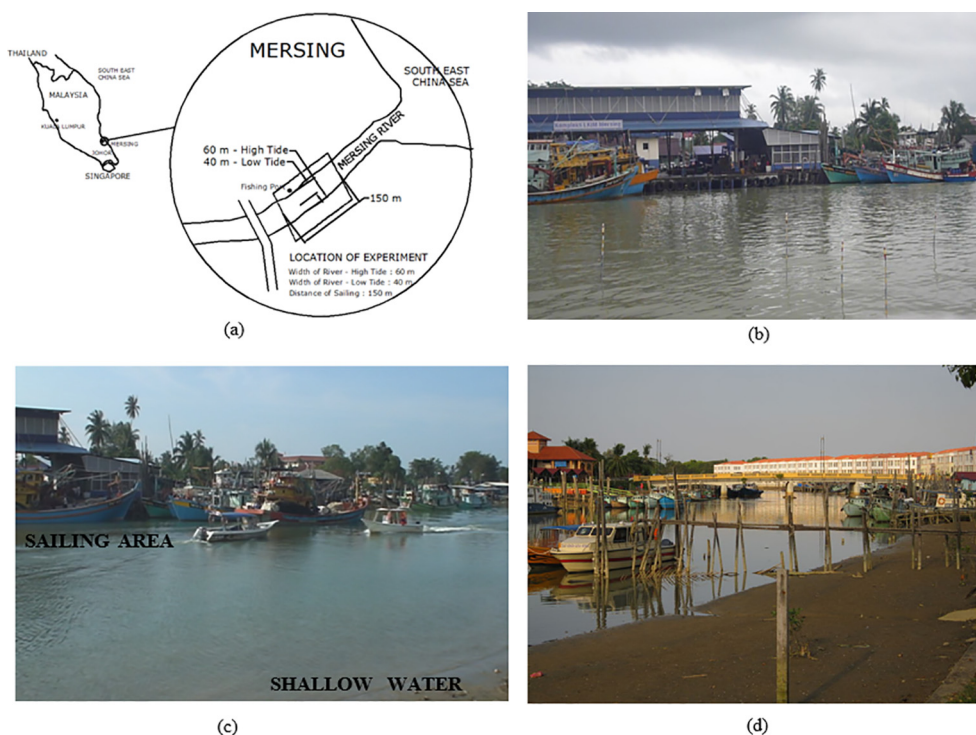 THAILAND
SOUTH EAST
CHINA SEA
MALAYSIA
KUALA LUMPUR
MERSING
JOHOR
SINGAPORE
MERSING
SOUTH EAST
CHINA SEA
MERSING RIVER
60 m - High Tide
40 m - Low Tide
Fishing Port
150 m
LOCATION OF EXPERIMENT
Width of River - High Tide : 60 m
Width of River - Low Tide : 40 m
Distance of Sailing : 150 m
(a)
(b)
SAILING AREA
SHALLOW WATER
(c)
(d)